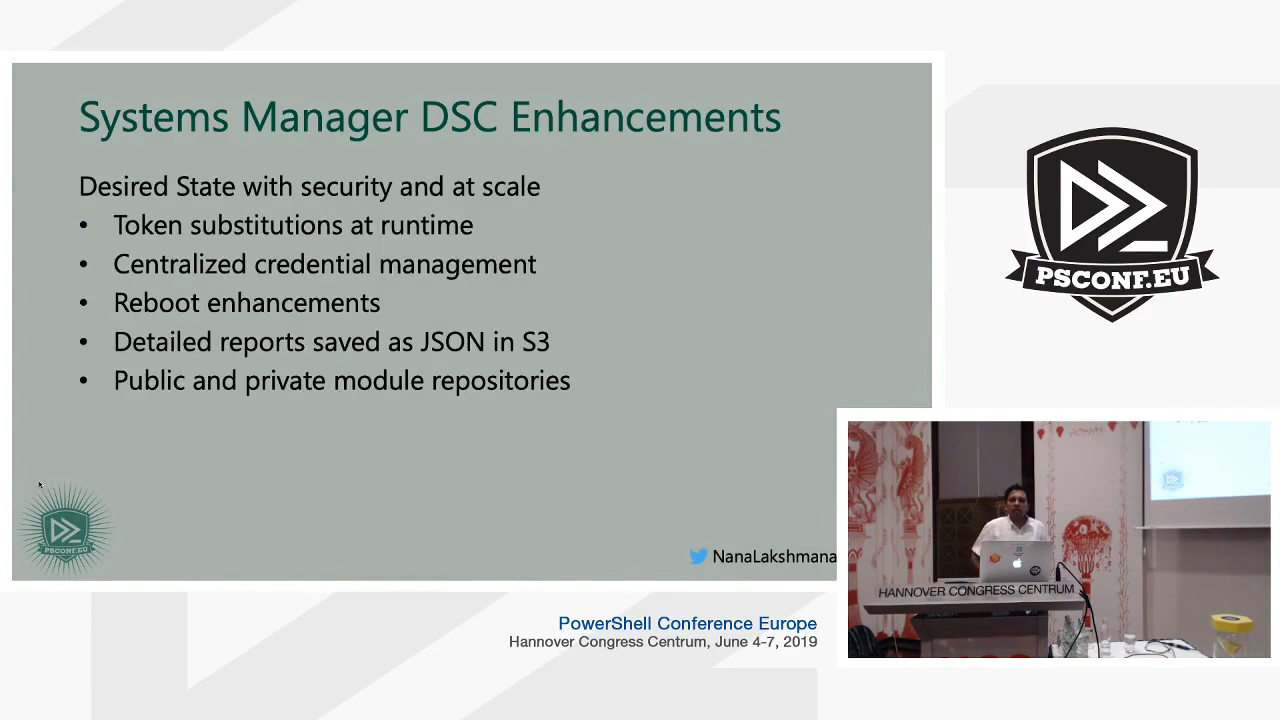 Systems Manager DSC Enhancements
Desired State with security and at scale
• Token substitutions at runtime
• Centralized credential management
• Reboot enhancements
• Detailed reports saved as JSON in S3
• Public and private module repositories
PSCONF.EU
NanaLakshmana
PSCONF.EU
HANNOVER CONGRESS CENTRUM
PowerShell Conference Europe
Hannover Congress Centrum, June 4-7, 2019